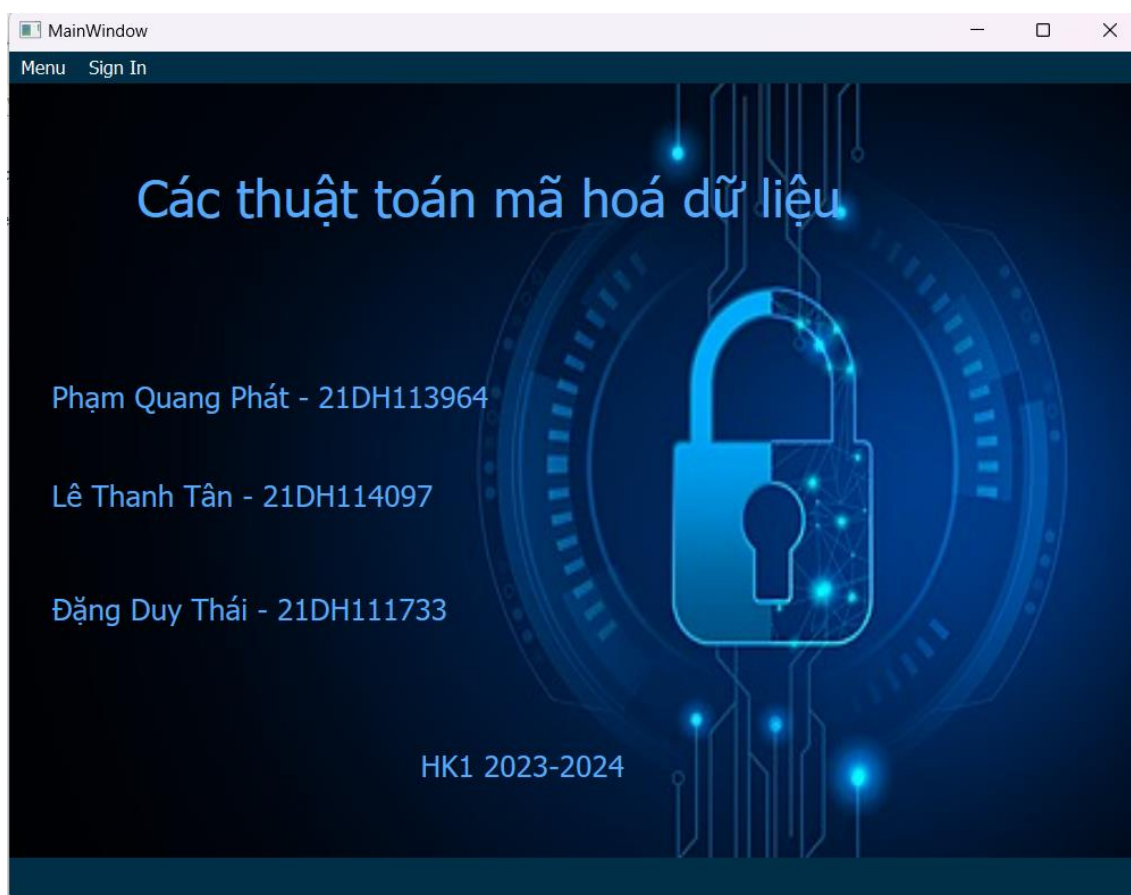 MainWindow
Menu Sign In
Các thuật toán mã hoá dữ liệu
Phạm Quang Phát - 21DH113964
Lê Thanh Tân - 21DH114097
Đặng Duy Thái - 21DH111733
HK1 2023-2024